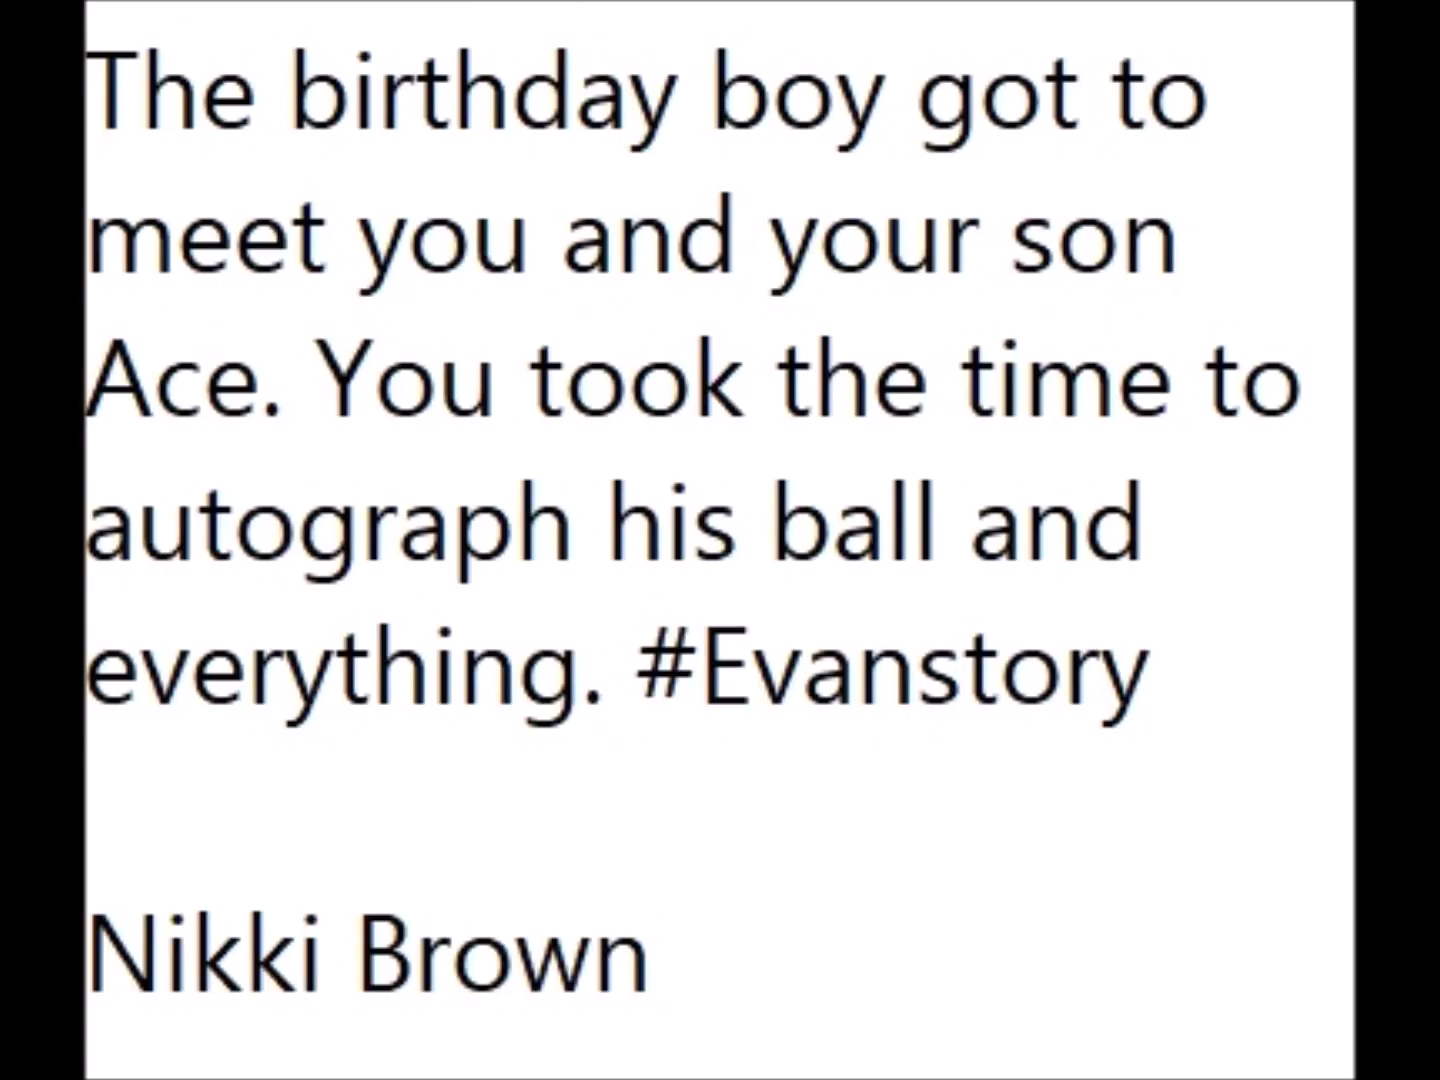 The birthday boy got to
meet you and your son
Ace. You took the time to
autograph his ball and
everything. #Evanstory
Nikki Brown